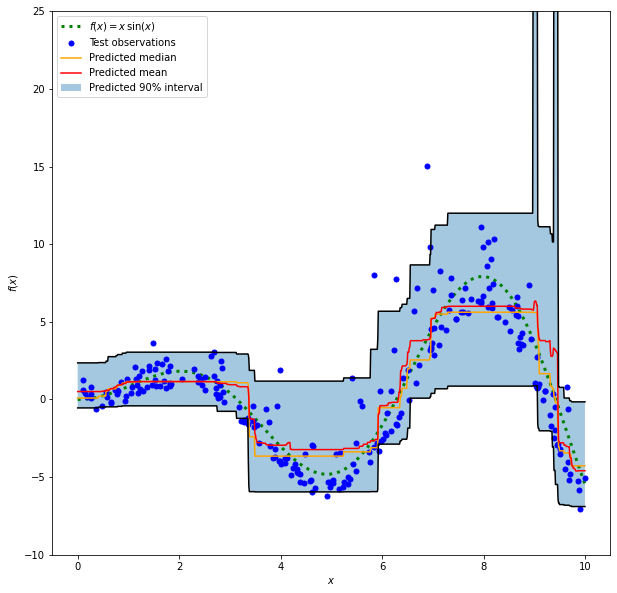 f(x) = x sin(x)
Test observations
Predicted median
Predicted mean
Predicted 90% interval
25
20
15
10
5
0
−5
−10
f(x)
0 2 4 6 8 10
x